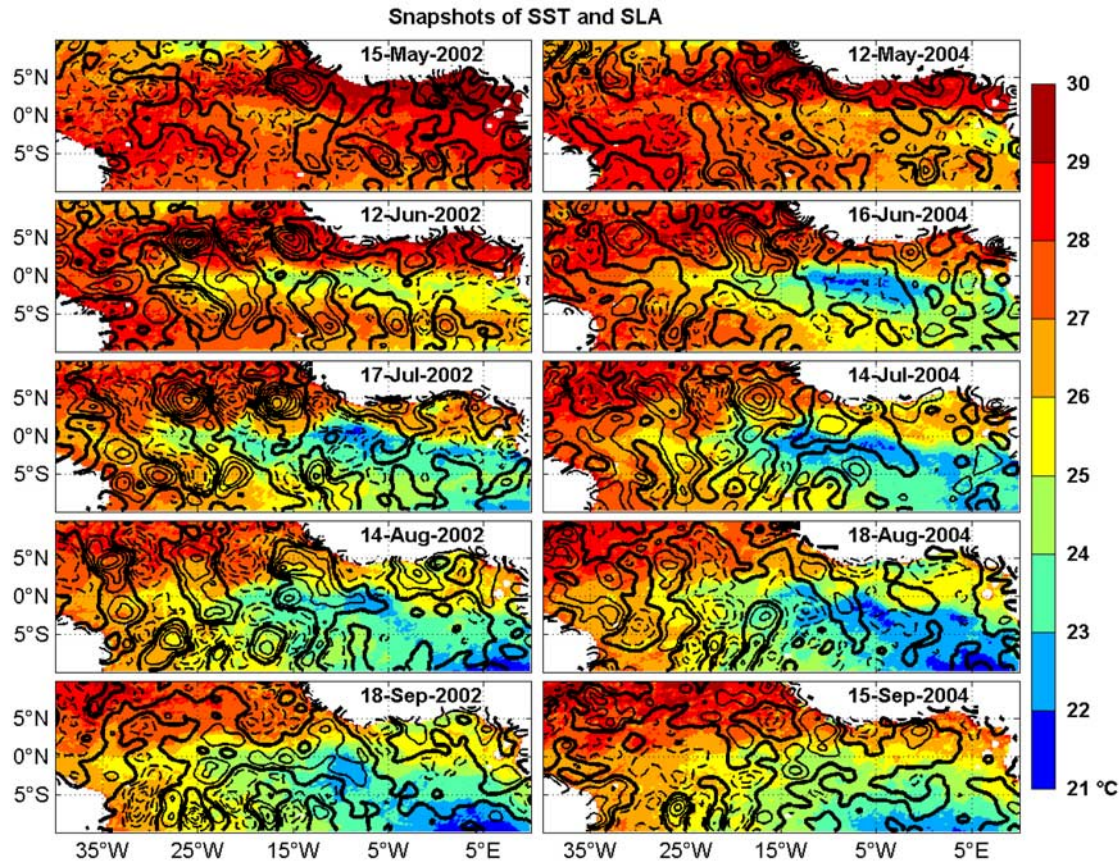 Snapshots of SST and SLA
15-May-2002
12-May-2004
5°N
0°N
5°S
12-Jun-2002
16-Jun-2004
5°N
0°N
5°S
17-Jul-2002
14-Jul-2004
5°N
0°N
5°S
14-Aug-2002
18-Aug-2004
5°N
0°N
5°S
18-Sep-2002
15-Sep-2004
5°N
0°N
5°S
35°W 25°W 15°W 5°W 5°E
35°W 25°W 15°W 5°W 5°E
30
29
28
27
26
25
24
23
22
21 °C